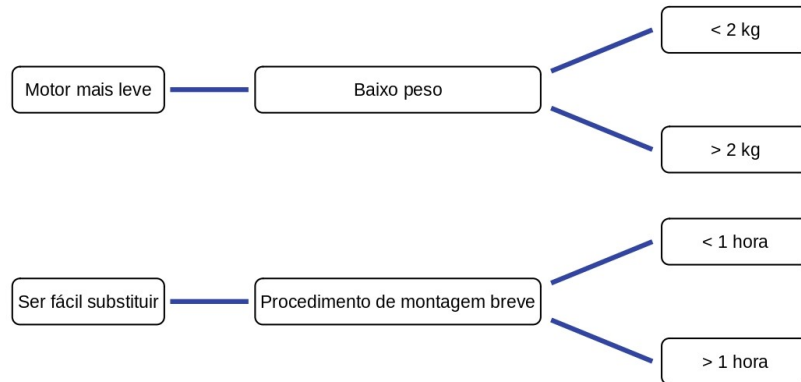 Motor mais leve
Baixo peso
< 2 kg
> 2 kg
Ser fácil substituir
Procedimento de montagem breve
< 1 hora
> 1 hora